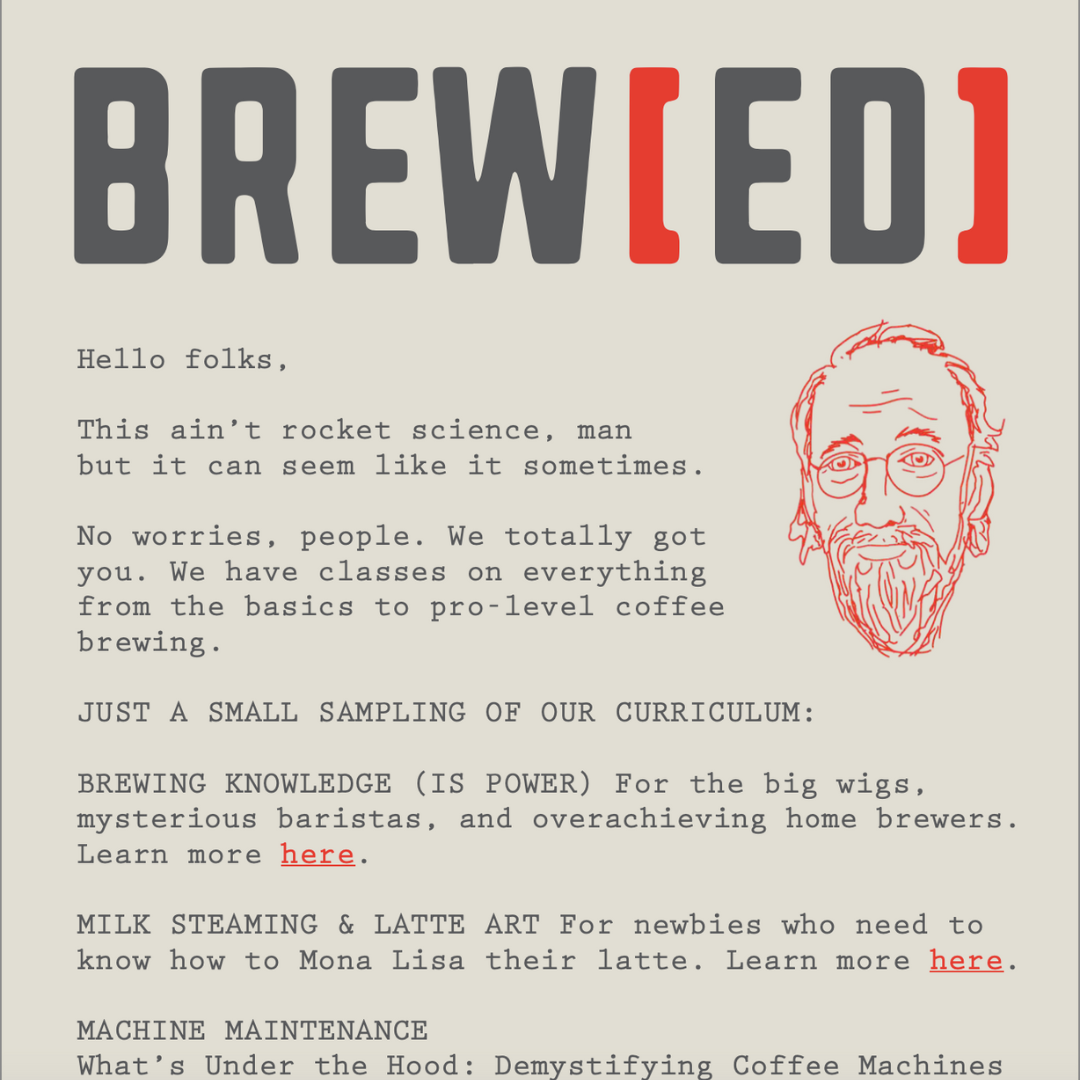 BREW[ED]
Hello folks,
This ain’t rocket science, man
but it can seem like it sometimes.
No worries, people. We totally got
you. We have classes on everything
from the basics to pro-level coffee
brewing.
JUST A SMALL SAMPLING OF OUR CURRICULUM:
BREWING KNOWLEDGE (IS POWER) For the big wigs,
mysterious baristas, and overachieving home brewers.
Learn more here.
MILK STEAMING & LATTE ART For newbies who need to
know how to Mona Lisa their latte. Learn more here.
MACHINE MAINTENANCE
What’s Under the Hood: Demystifying Coffee Machines